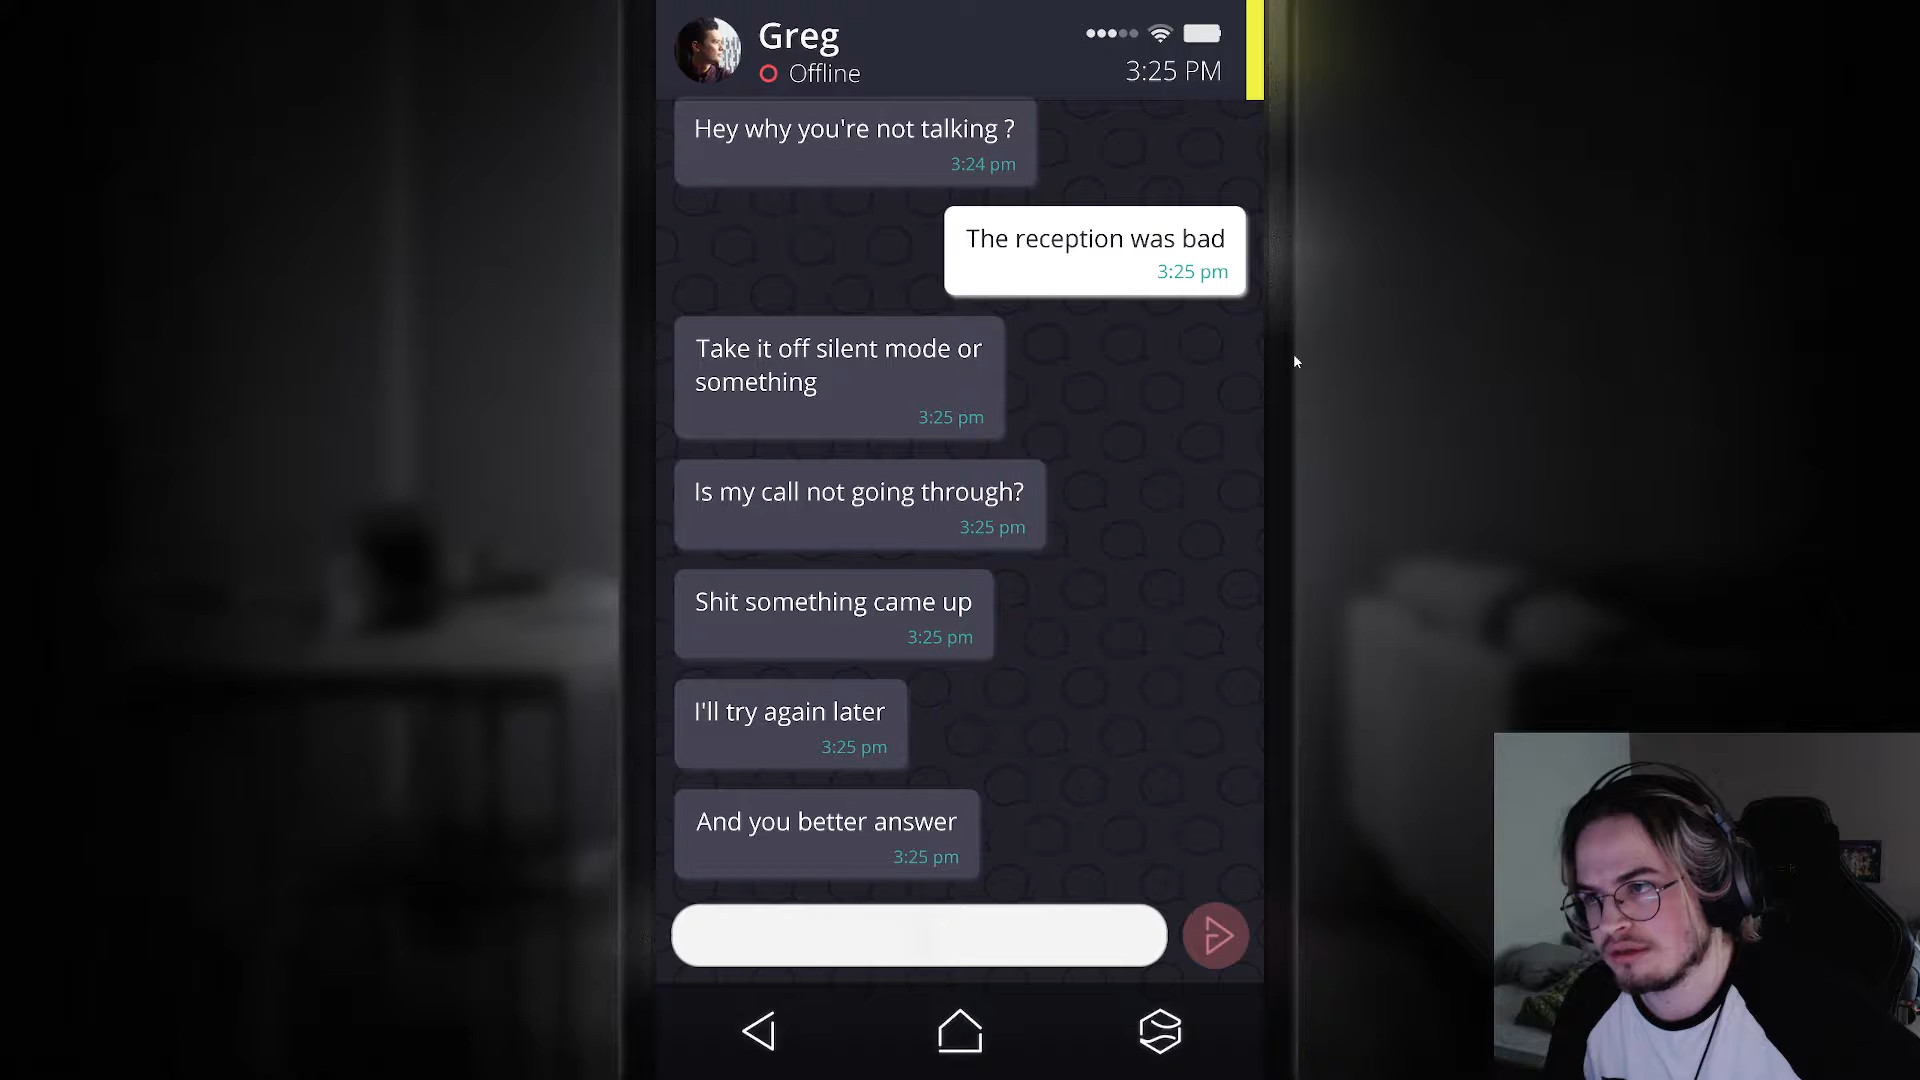 Greg
Offline
3:25 PM
Hey why you're not talking ?
3:24 pm
The reception was bad
3:25 pm
Take it off silent mode or
something
3:25 pm
Is my call not going through?
3:25 pm
Shit something came up
3:25 pm
I'll try again later
3:25 pm
And you better answer
3:25 pm